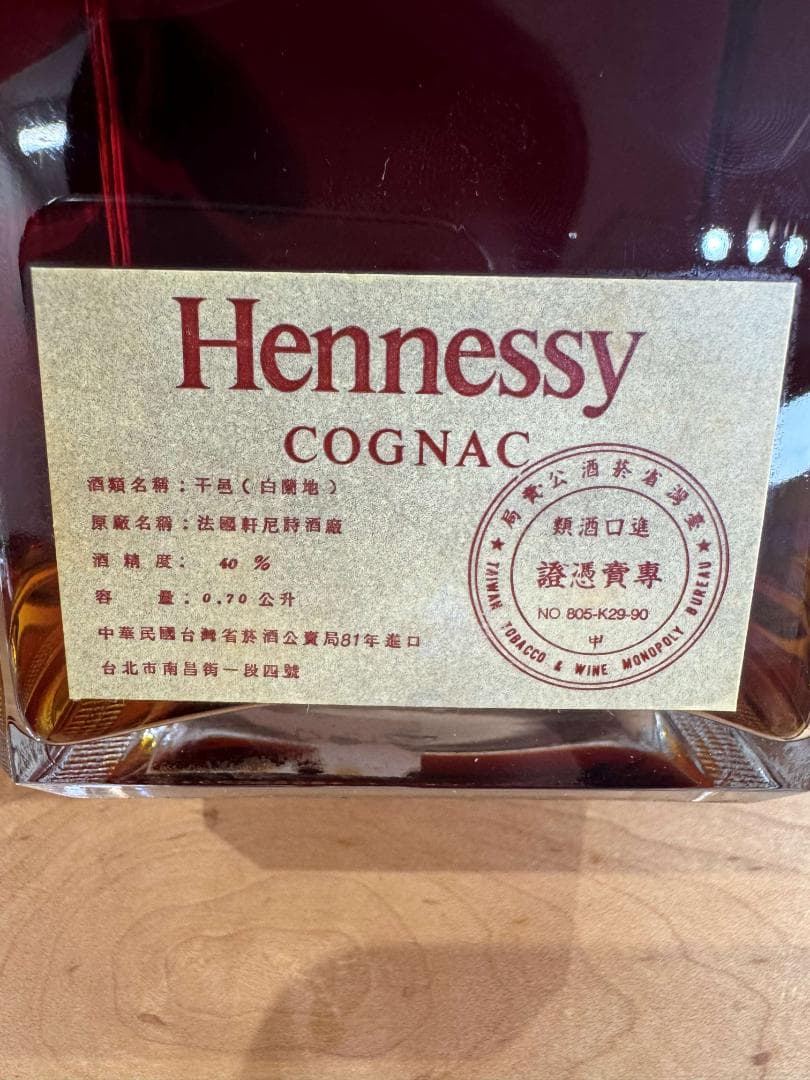 Hennessy
COGNAC
酒類名稱：干邑（白蘭地）
原廠名稱：法國軒尼詩酒廠
酒精度： 40 %
容量：0.70 公升
中華民國台灣省菸酒公賣局81年進口
台北市南昌街一段四號
臺灣省菸酒公賣局
進口酒類
專賣憑證
NO 805-K29-90
甲
TAIWAN TOBACCO & WINE MONOPOLY BUREAU